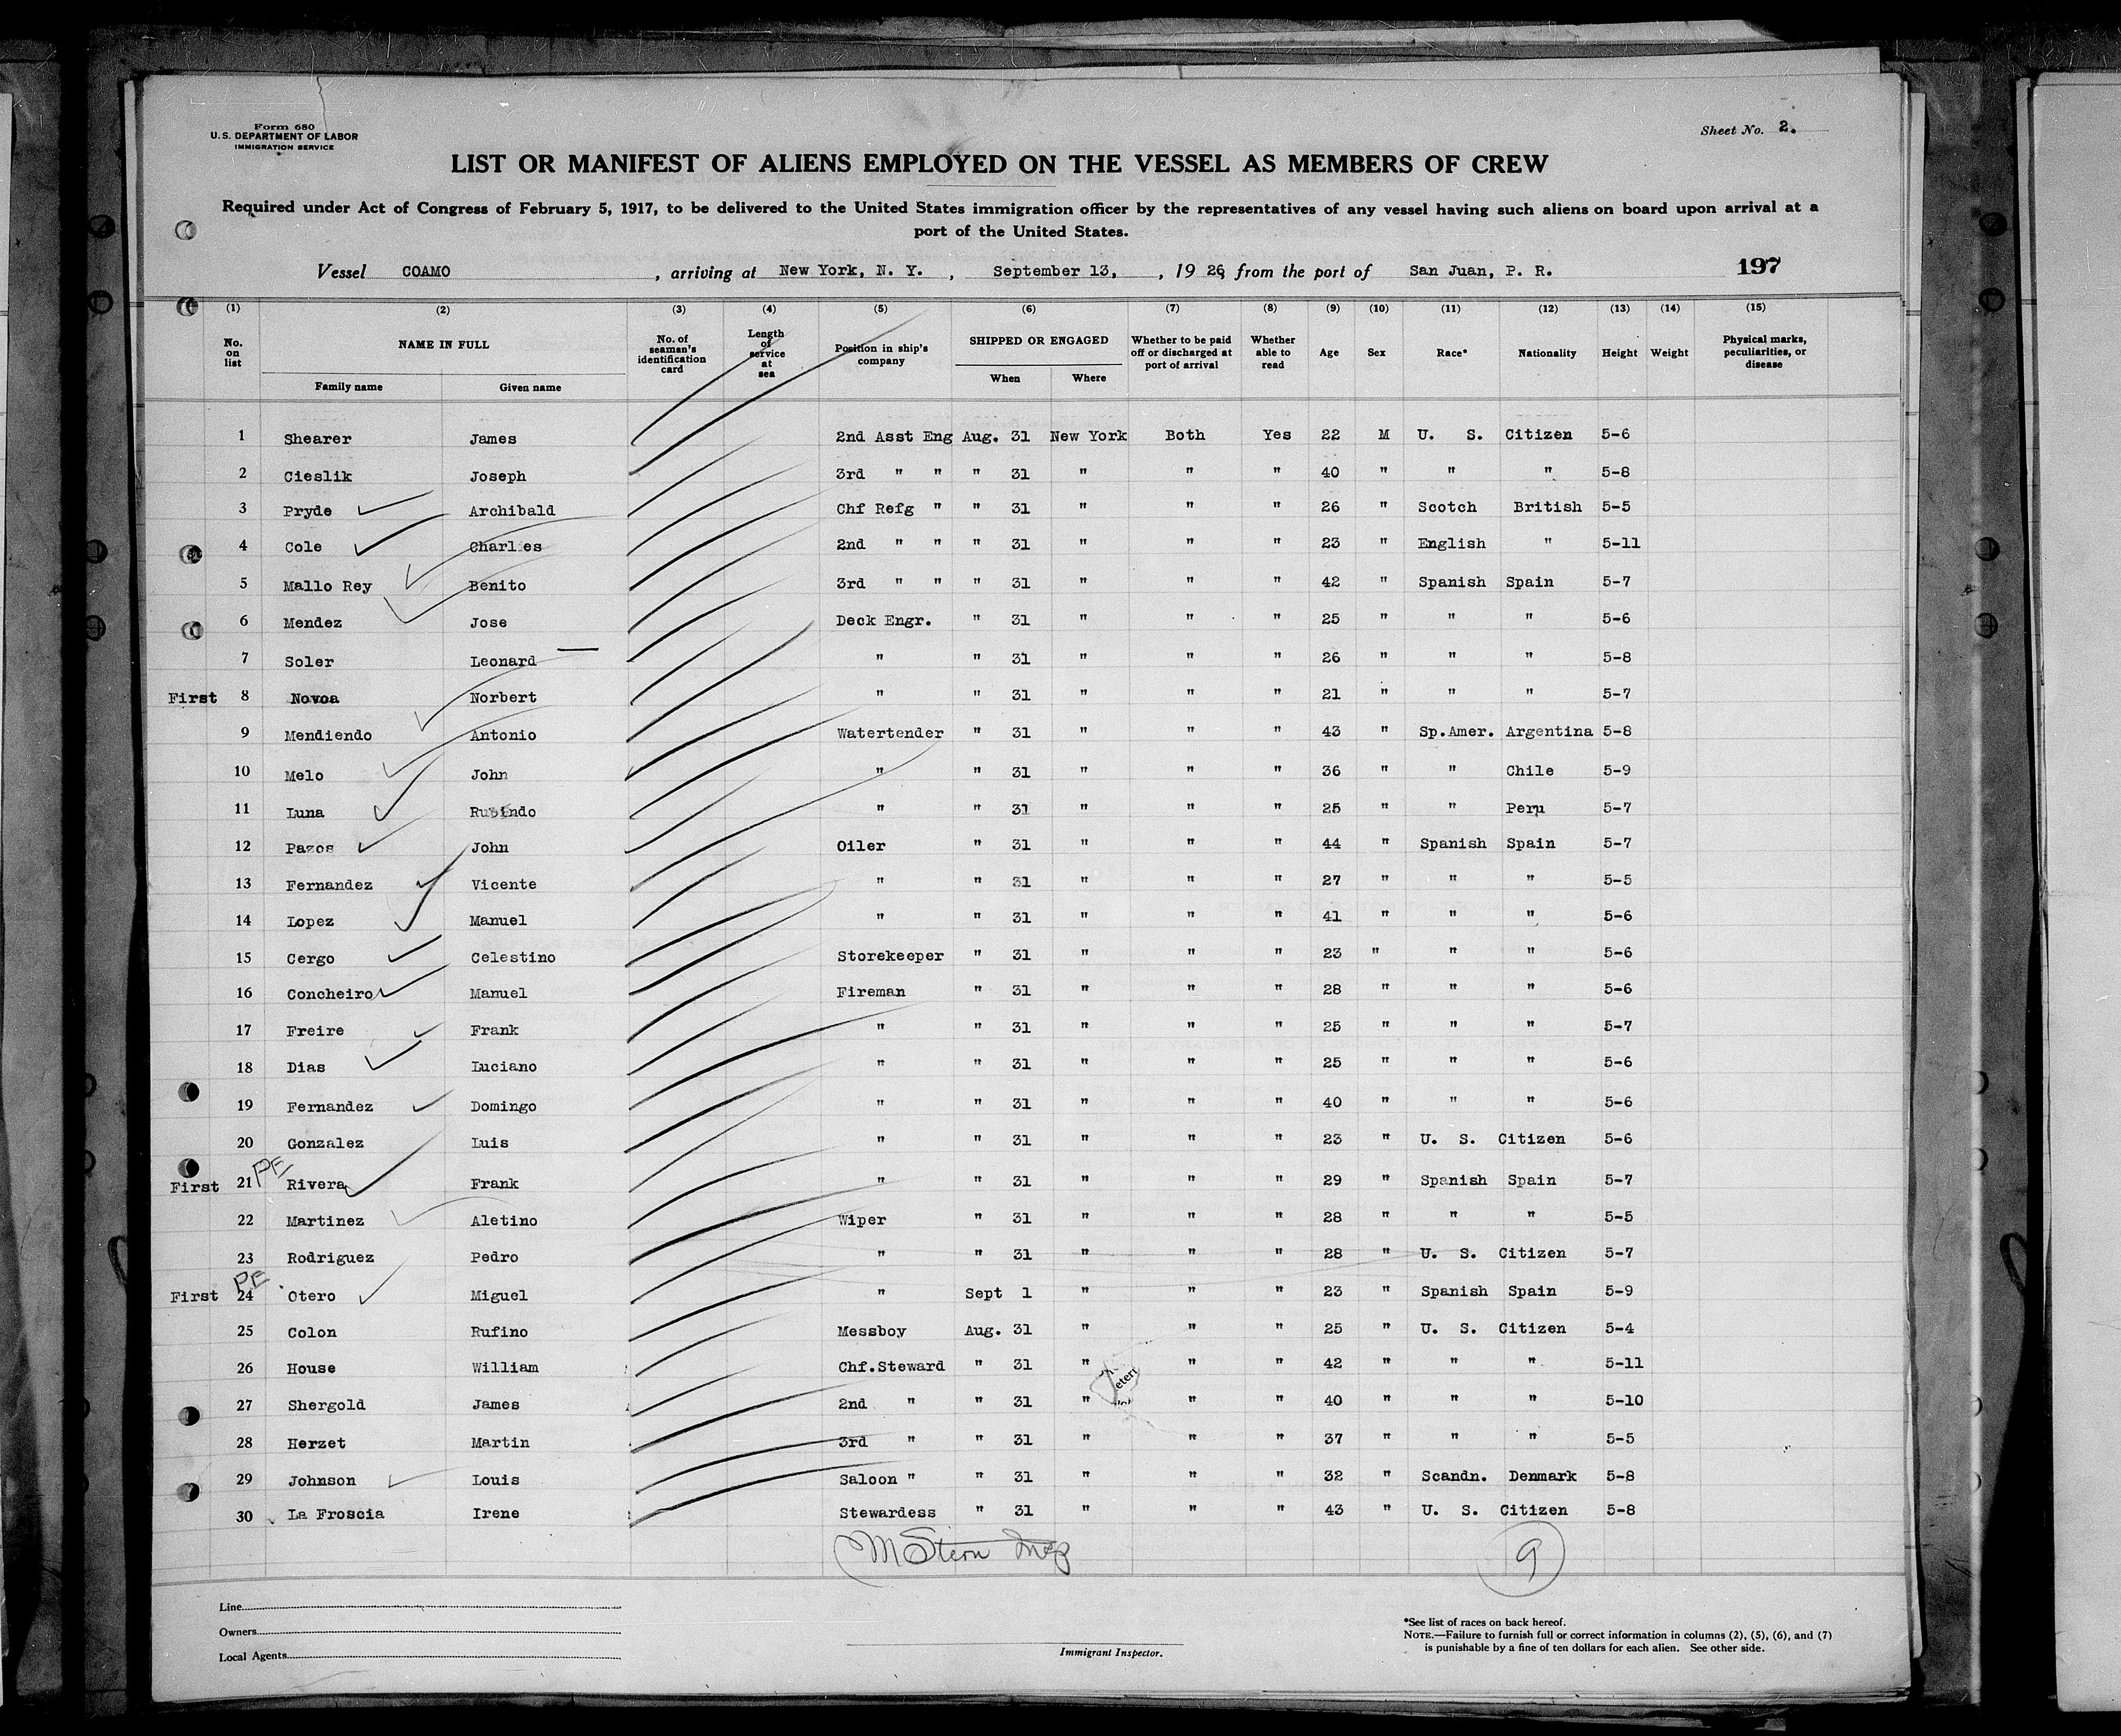 Form 680
U. S. DEPARTMENT OF LABOR
IMMIGRATION SERVICE
Sheet No. 2.
LIST OR MANIFEST OF ALIENS EMPLOYED ON THE VESSEL AS MEMBERS OF CREW
Required under Act of Congress of February 5, 1917, to be delivered to the United States immigration officer by the representatives of any vessel having such aliens on board upon arrival at a
port of the United States.
Vessel COAMO, arriving at New York, N. Y., September 13, , 1926, from the port of San Juan, P. R. 197
(1) (2) (3) (4) (5) (6) (7) (8) (9) (10) (11) (12) (13) (14) (15)
No. on list NAME IN FULL Family name Given name No. of seaman's identification card Length of service at sea Position in ship's company SHIPPED OR ENGAGED When Where Whether to be paid off or discharged at port of arrival Whether able to read Age Sex Race* Nationality Height Weight Physical marks, peculiarities, or disease
1 Shearer James 2nd Asst Eng Aug. 31 New York Both Yes 22 M U. S. Citizen 5-6
2 Cieslik Joseph 3rd " " " 31 " " " 40 " " " 5-8
3 Pryde Archibald Chf Refg " " 31 " " " 26 " Scotch British 5-5
4 Cole Charles 2nd " " " 31 " " " 23 " English " 5-11
5 Mallo Rey Benito 3rd " " " 31 " " " 42 " Spanish Spain 5-7
6 Mendez Jose Deck Engr. " 31 " " " 25 " " " 5-6
7 Soler Leonard " " 31 " " " 26 " " " 5-8
First 8 Novoa Norbert " " 31 " " " 21 " " " 5-7
9 Mendiendo Antonio Watertender " 31 " " " 43 " Sp.Amer. Argentina 5-8
10 Melo John " " 31 " " " 36 " " Chile 5-9
11 Luna " " 31 " " " 25 " " Peru 5-7
12 Pazos John Oiler " 31 " " " 44 " Spanish Spain 5-7
13 Fernandez Vicente " " 31 " " " 27 " " " 5-5
14 Lopez Manuel " " 31 " " " 41 " " " 5-6
15 Cergo Celestino Storekeeper " 31 " " " 23 " " " 5-6
16 Concheiro Manuel Fireman " 31 " " " 28 " " " 5-6
17 Freire Frank " " 31 " " " 25 " " " 5-7
18 Dias Luciano " " 31 " " " 25 " " " 5-6
19 Fernandez Domingo " " 31 " " " 40 " " " 5-6
20 Gonzalez Luis " " 31 " " " 23 " U. S. Citizen 5-6
First 21 PE Rivera Frank " " 31 " " " 29 " Spanish Spain 5-7
22 Martinez Aletino Wiper " 31 " " " 28 " " " 5-5
23 Rodriguez Pedro " " 31 " " " 28 " U. S. Citizen 5-7
First 24 PE Otero Miguel " Sept 1 " " " 23 " Spanish Spain 5-9
25 Colon Rufino Messboy Aug. 31 " " " 25 " U. S. Citizen 5-4
26 House William Chf.Steward " 31 " " " 42 " " " 5-11
27 Shergold James 2nd " " 31 " " " 40 " " " 5-10
28 Herzet Martin 3rd " " 31 " " " 37 " " " 5-5
29 Johnson Louis Saloon " " 31 " " " 32 " Scandn. Denmark 5-8
30 La Froscia Irene Stewardess " 31 " " " 43 " U. S. Citizen 5-8
M Stern Insp 9
Line
Owners
Local Agents
Immigrant Inspector.
*See list of races on back hereof.
NOTE.—Failure to furnish full or correct information in columns (2), (5), (6), and (7)
is punishable by a fine of ten dollars for each alien. See other side.